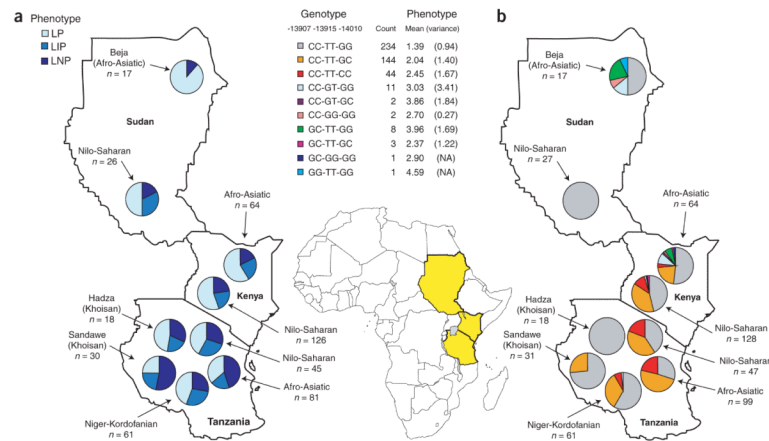 a
LP
LIP
LNP
Beja
(Afro-Asiatic)
n = 17
Sudan
Nilo-Saharan
n = 26
Afro-Asiatic
n = 64
Kenya
Hadza
(Khoisan)
n = 18
Sandawe
(Khoisan)
n = 30
Nilo-Saharan
n = 126
Nilo-Saharan
n = 45
Afro-Asiatic
n = 81
Niger-Kordofanian
n = 61
Tanzania
Genotype Phenotype
-13907 -13915 -14010 Count Mean (variance)
CC-TT-GG 234 1.39 (0.94)
CC-TT-GC 144 2.04 (1.40)
CC-TT-CC 44 2.45 (1.67)
CC-GT-GG 11 3.03 (3.41)
CC-GT-GC 2 3.86 (1.84)
CC-GG-GG 2 2.70 (0.27)
GC-TT-GG 8 3.96 (1.69)
GC-TT-GC 3 2.37 (1.22)
GC-GG-GG 1 2.90 (NA)
GG-TT-GG 1 4.59 (NA)
b
Beja
(Afro-Asiatic)
n = 17
Sudan
Nilo-Saharan
n = 27
Afro-Asiatic
n = 64
Kenya
Hadza
(Khoisan)
n = 18
Sandawe
(Khoisan)
n = 31
Nilo-Saharan
n = 128
Nilo-Saharan
n = 47
Afro-Asiatic
n = 99
Niger-Kordofanian
n = 61
Tanzania